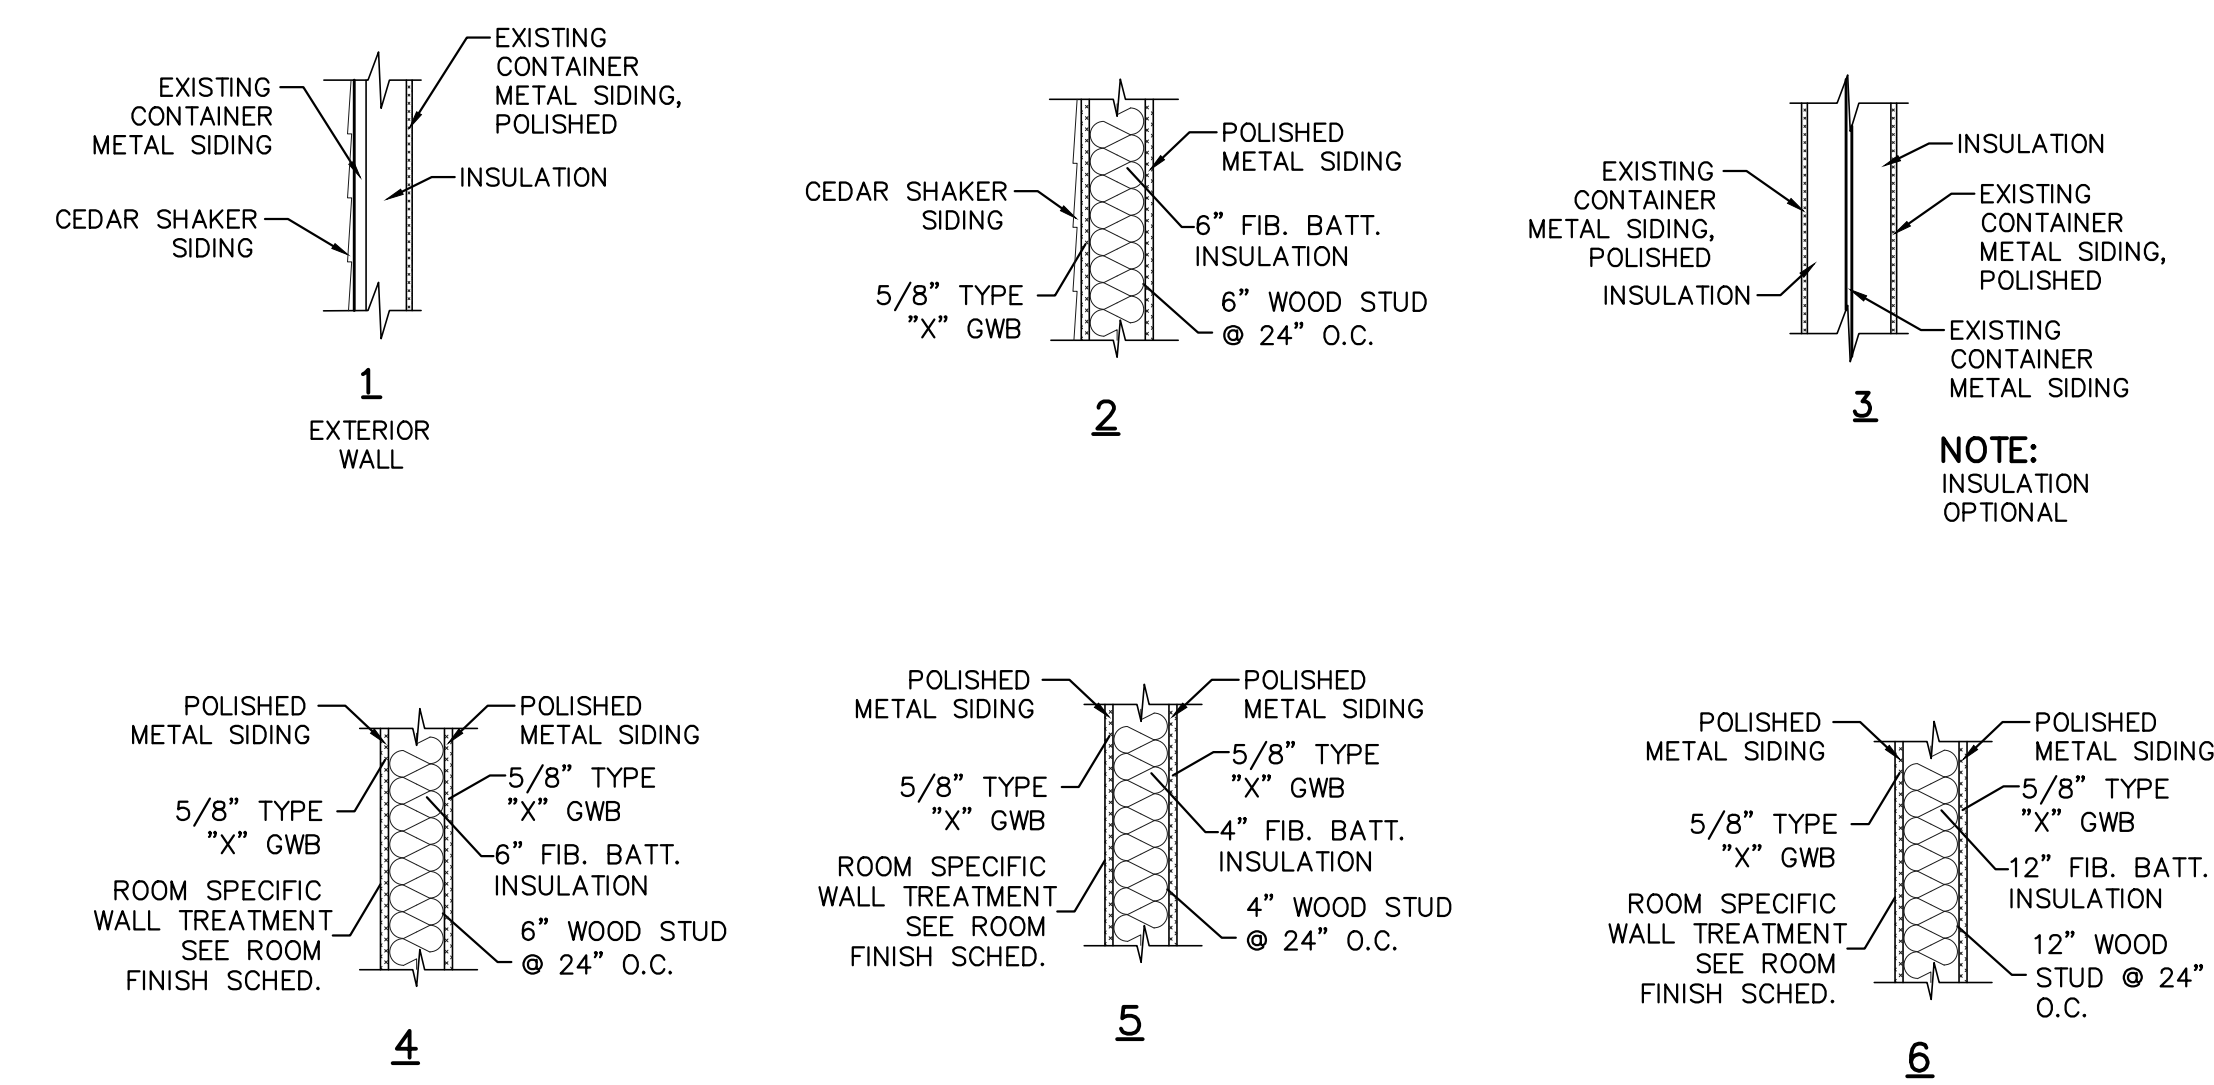 EXISTING
CONTAINER
METAL SIDING
CEDAR SHAKER
SIDING
EXISTING
CONTAINER
METAL SIDING,
POLISHED
INSULATION
1
EXTERIOR
WALL
CEDAR SHAKER
SIDING
5/8” TYPE
”X” GWB
POLISHED
METAL SIDING
6” FIB. BATT.
INSULATION
6” WOOD STUD
@ 24” O.C.
2
EXISTING
CONTAINER
METAL SIDING,
POLISHED
INSULATION
INSULATION
EXISTING
CONTAINER
METAL SIDING,
POLISHED
EXISTING
CONTAINER
METAL SIDING
3
NOTE:
INSULATION
OPTIONAL
POLISHED
METAL SIDING
5/8” TYPE
”X” GWB
ROOM SPECIFIC
WALL TREATMENT
SEE ROOM
FINISH SCHED.
POLISHED
METAL SIDING
5/8” TYPE
”X” GWB
6” FIB. BATT.
INSULATION
6” WOOD STUD
@ 24” O.C.
4
POLISHED
METAL SIDING
5/8” TYPE
”X” GWB
ROOM SPECIFIC
WALL TREATMENT
SEE ROOM
FINISH SCHED.
POLISHED
METAL SIDING
5/8” TYPE
”X” GWB
4” FIB. BATT.
INSULATION
4” WOOD STUD
@ 24” O.C.
5
POLISHED
METAL SIDING
5/8” TYPE
”X” GWB
ROOM SPECIFIC
WALL TREATMENT
SEE ROOM
FINISH SCHED.
POLISHED
METAL SIDING
5/8” TYPE
”X” GWB
12” FIB. BATT.
INSULATION
12” WOOD
STUD @ 24”
O.C.
6